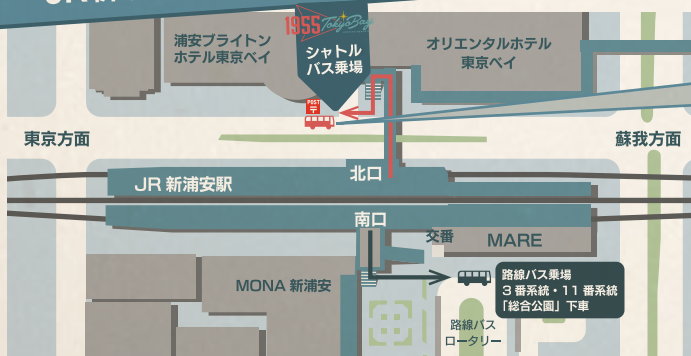 1955 TokyoBay
シャトル
バス乗場
浦安ブライトン
ホテル東京ベイ
オリエンタルホテル
東京ベイ
POST
東京方面
蘇我方面
北口
JR 新浦安駅
南口
交番
MARE
MONA 新浦安
路線バス乗場
3 番系統・11 番系統
「総合公園」下車
路線バス
ロータリー